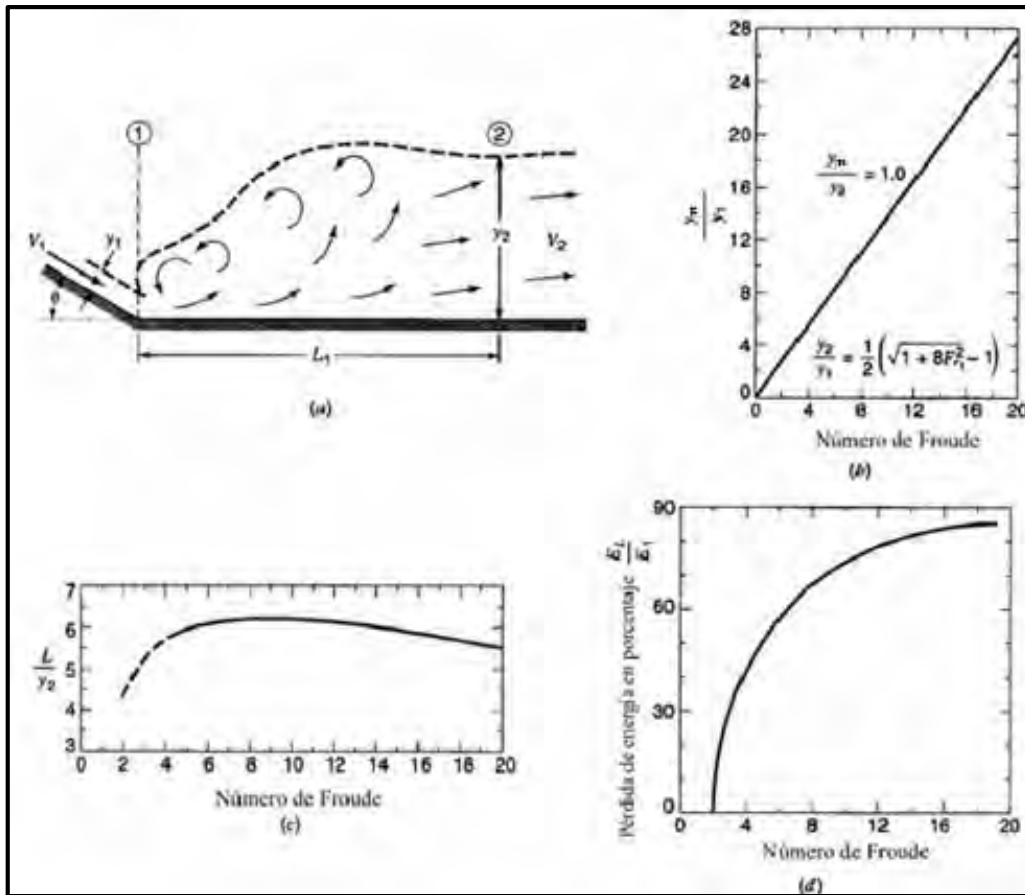 ① ②
V₁ y₁ y₂ V₂
θ
L₁
(a)
28
24
20
16
12
8
4
0
yₙ/y₁
yₙ/y₂ = 1.0
y₂/y₁ = 1/2 (√1 + 8Fr₁² − 1)
0 4 8 12 16 20
Número de Froude
(b)
7
6
5
4
3
L/y₂
0 2 4 6 8 10 12 14 16 18 20
Número de Froude
(c)
90
60
30
0
Pérdida de energía en porcentaje E_L/E₁
0 4 8 12 16 20
Número de Froude
(d)